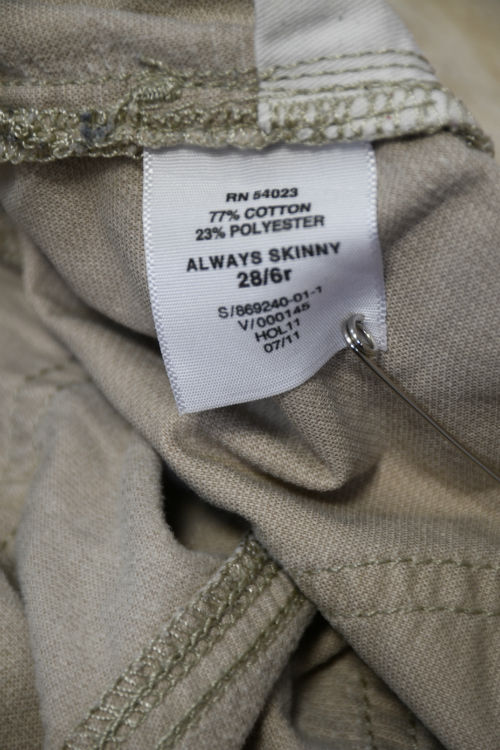 RN 54023
77% COTTON
23% POLYESTER
ALWAYS SKINNY
28/6r
S/869240-01-1
V/000145
HOL11
07/11